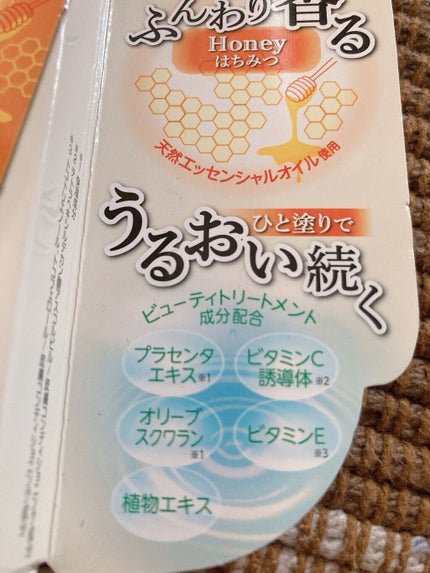 ふんわり香る
Honey
はちみつ
天然エッセンシャルオイル使用
ひと塗りで
うるおい続く
ビューティトリートメント
成分配合
プラセンタ
エキス※1
ビタミンC
誘導体※2
オリーブ
スクワラン※1
ビタミンE※3
植物エキス